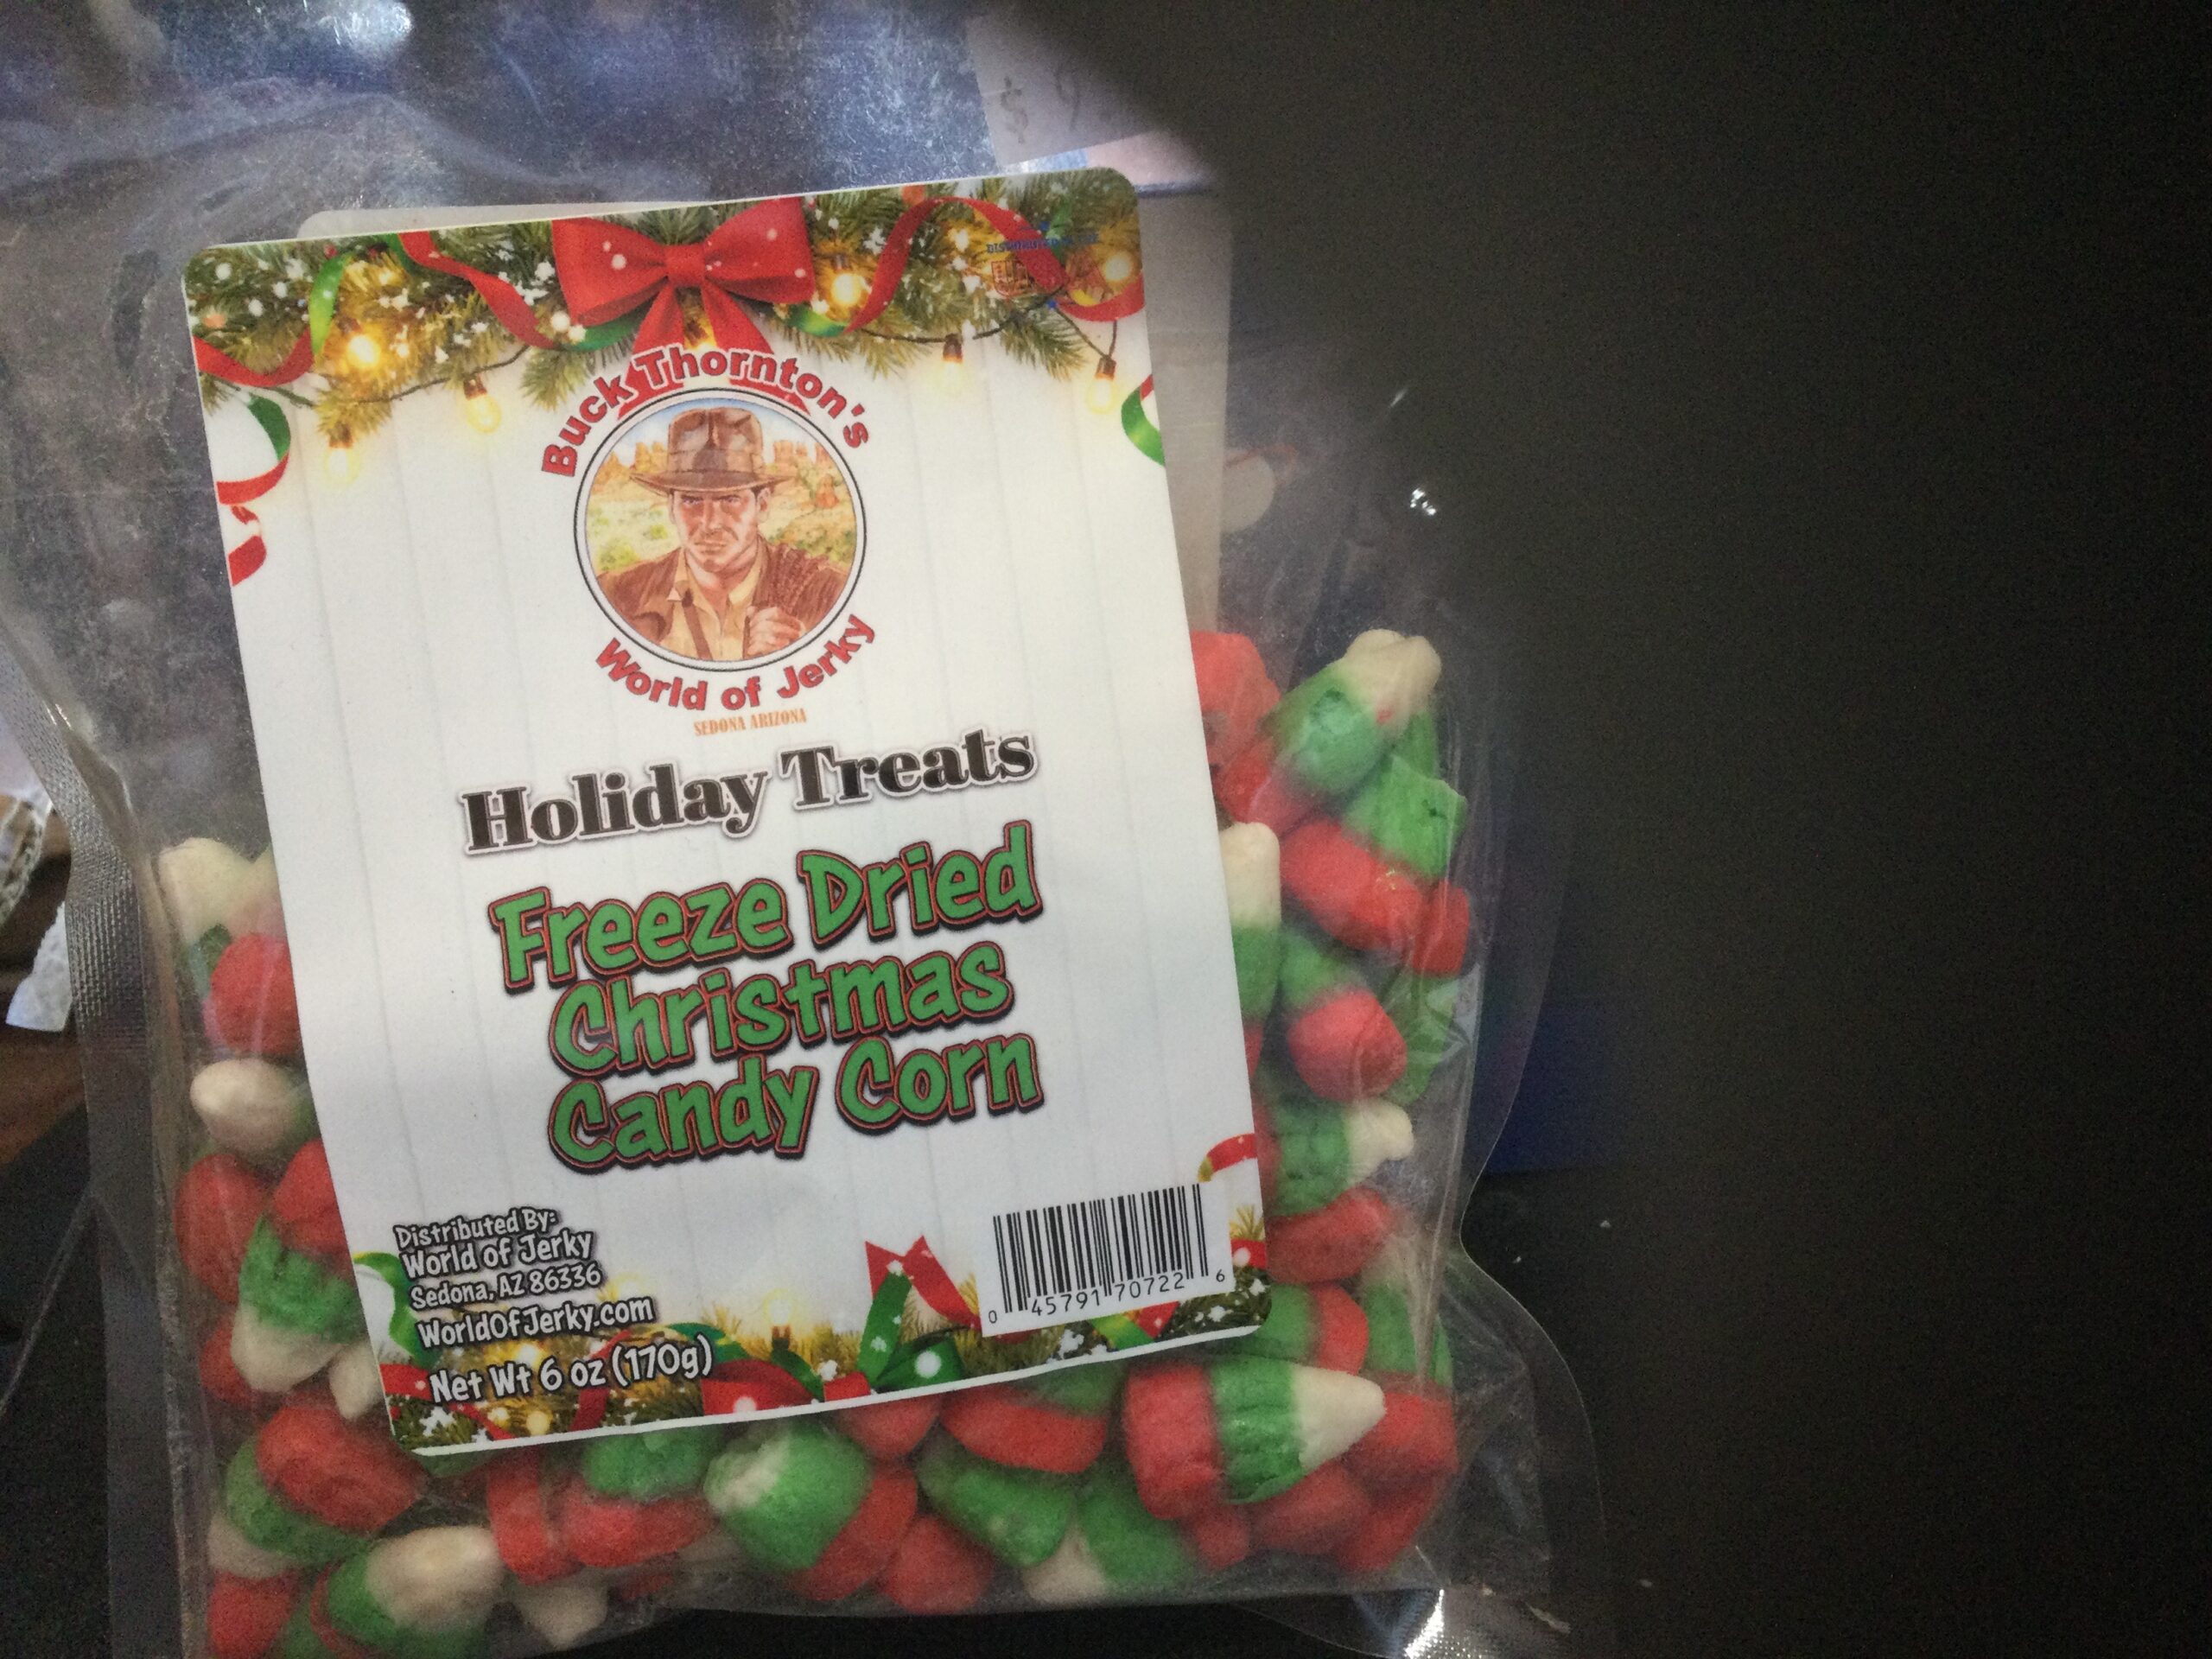 $ 9
Buck Thornton's
World of Jerky
SEDONA ARIZONA
Holiday Treats
Freeze Dried
Christmas
Candy Corn
Distributed By:
World of Jerky
Sedona, AZ 86336
WorldOfJerky.com
Net Wt 6 oz (170g)
0 45791 70722 6